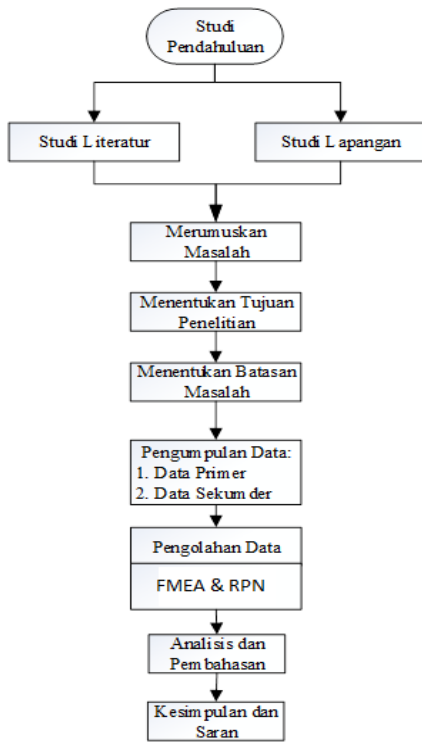 Studi
Pendahuluan
Studi Literatur
Studi Lapangan
Merumuskan
Masalah
Menentukan Tujuan
Penelitian
Menentukan Batasan
Masalah
Pengumpulan Data:
1. Data Primer
2. Data Sekumder
Pengolahan Data
FMEA & RPN
Analisis dan
Pembahasan
Kesimpulan dan
Saran